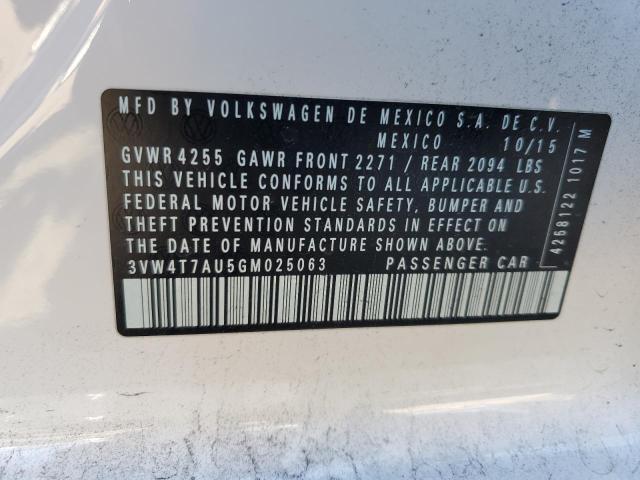 MFD BY VOLKSWAGEN DE MEXICO S.A. DE C.V.
MEXICO 10/15
GVWR 4255 GAWR FRONT 2271 / REAR 2094 LBS
THIS VEHICLE CONFORMS TO ALL APPLICABLE U.S.
FEDERAL MOTOR VEHICLE SAFETY, BUMPER AND
THEFT PREVENTION STANDARDS IN EFFECT ON
THE DATE OF MANUFACTURE SHOWN ABOVE.
3VW4T7AU5GM025063 PASSENGER CAR
4268122 1017 M